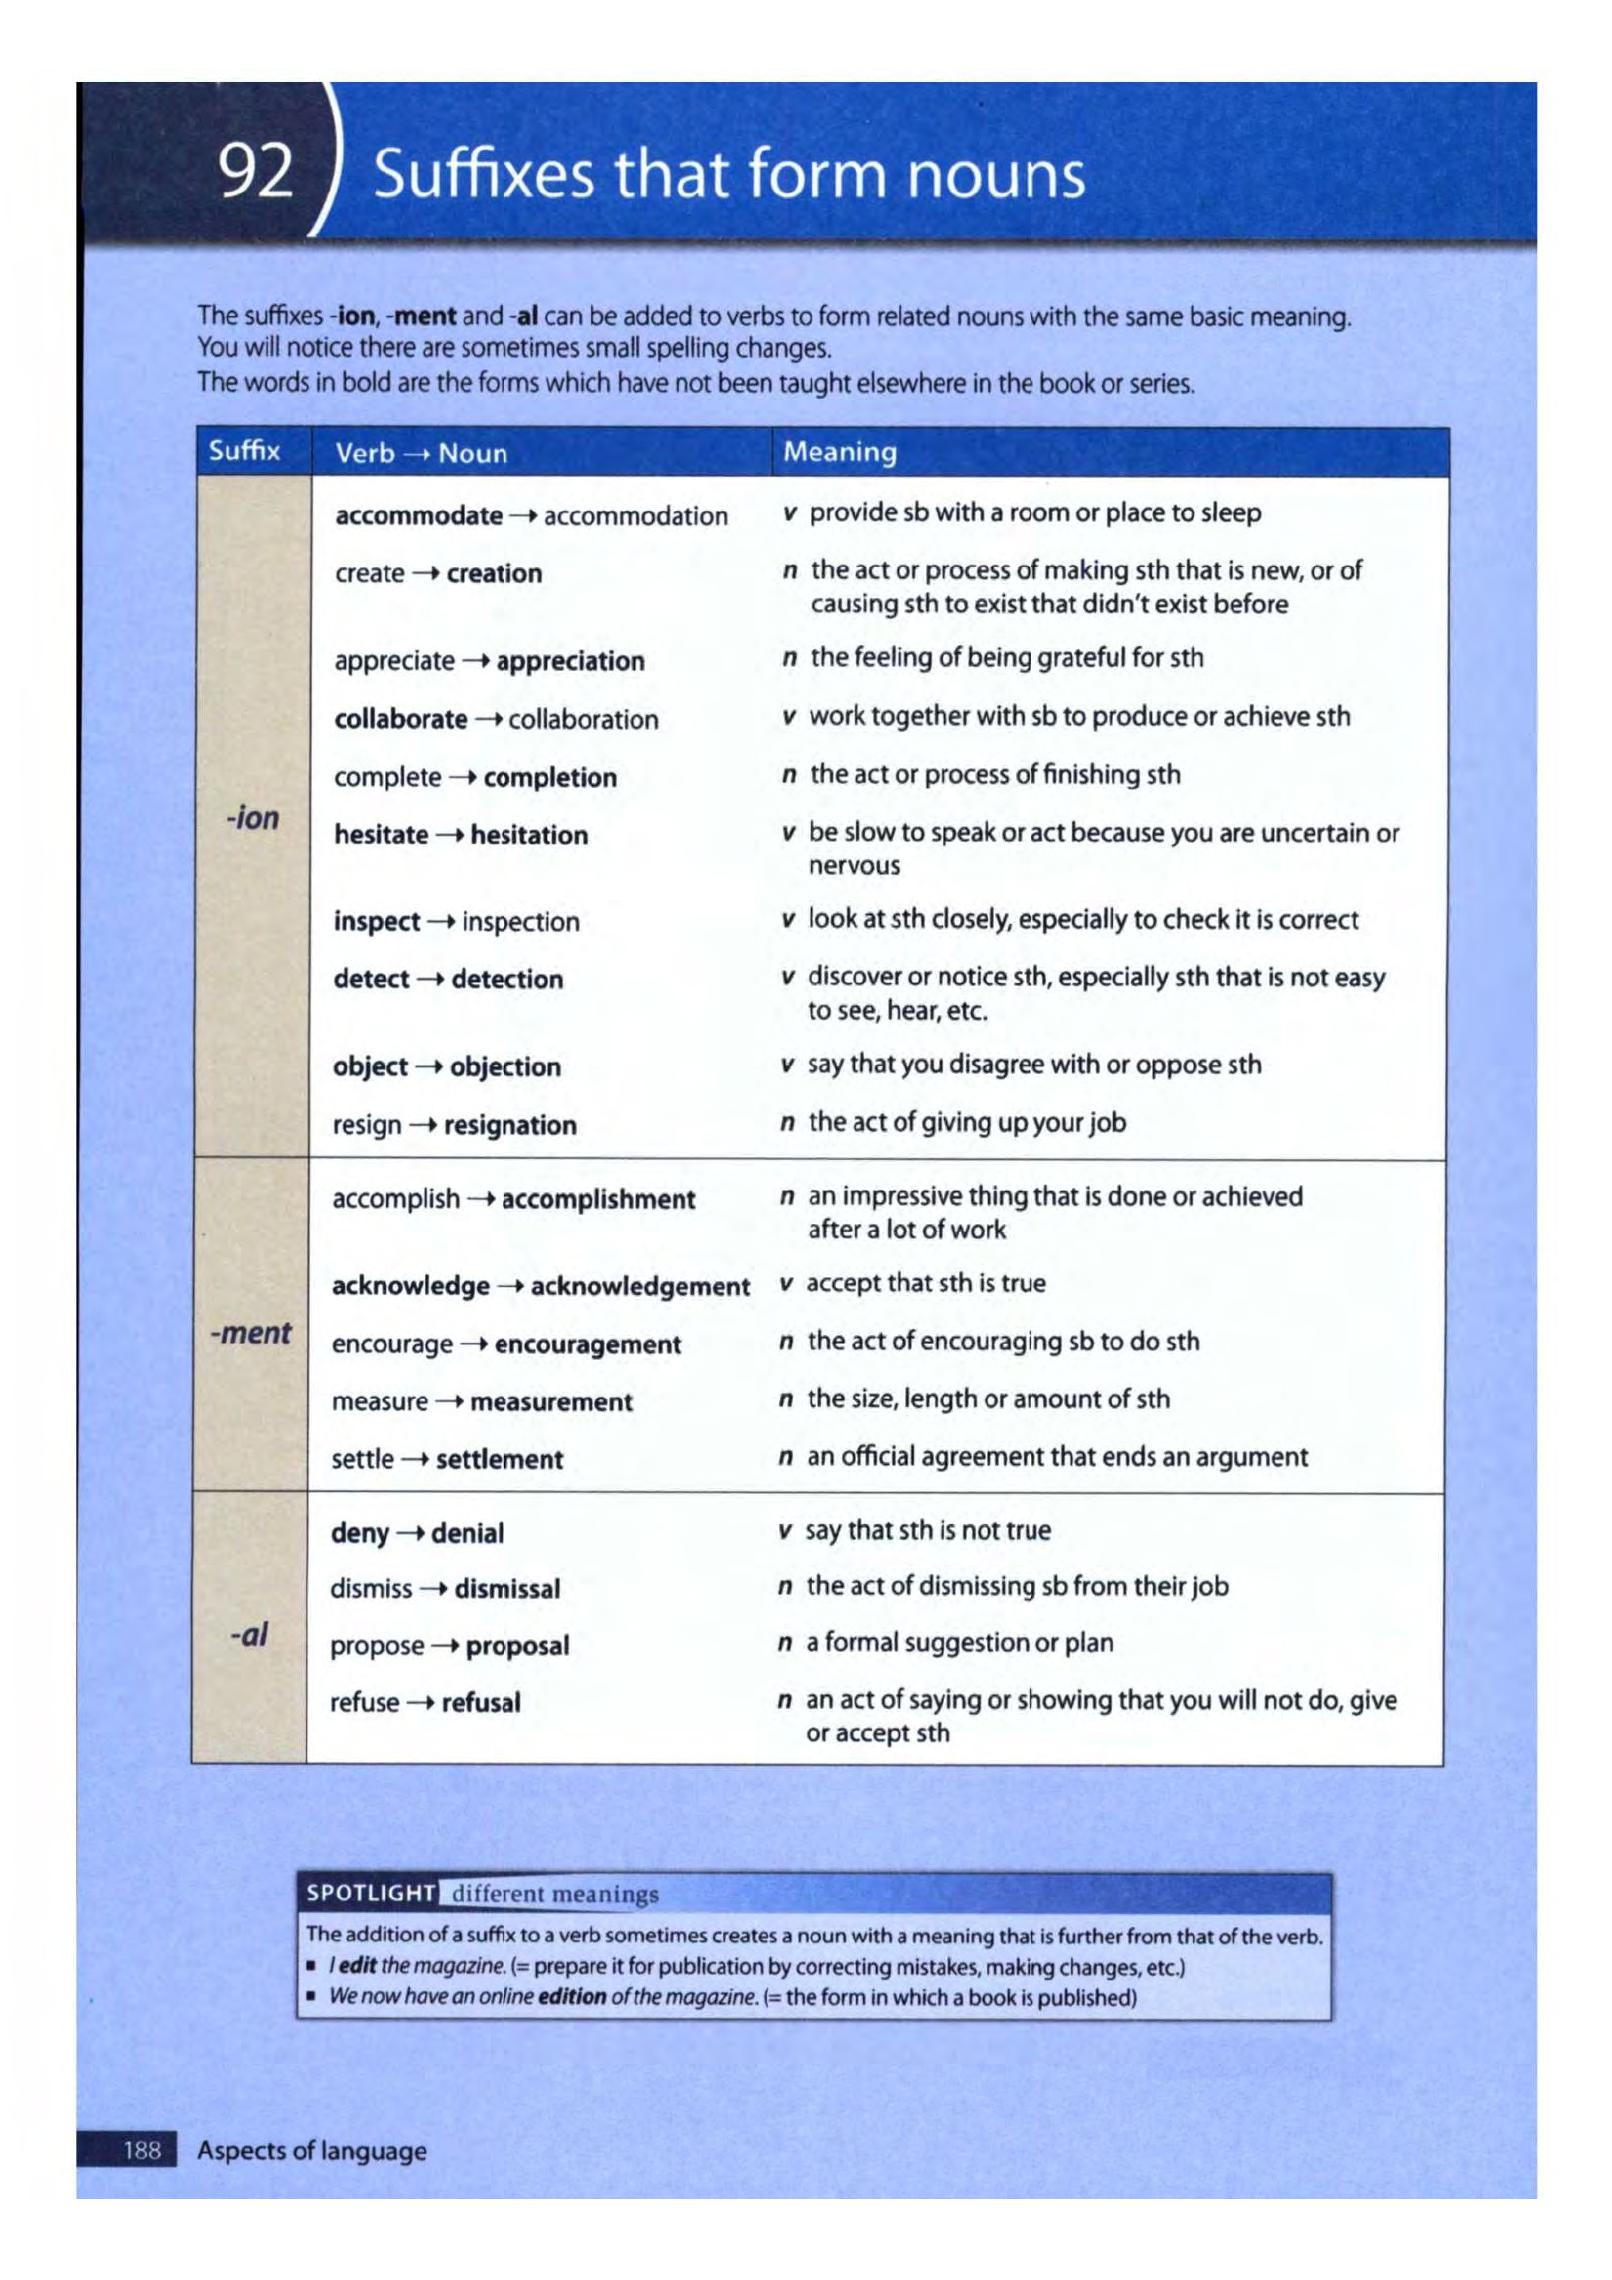 92 Suffixes that form nouns
The suffixes -ion, -ment and -al can be added to verbs to form related nouns with the same basic meaning.
You will notice there are sometimes small spelling changes.
The words in bold are the forms which have not been taught elsewhere in the book or series.
Suffix Verb → Noun Meaning
accommodate → accommodation v provide sb with a room or place to sleep
create → creation n the act or process of making sth that is new, or of
causing sth to exist that didn't exist before
appreciate → appreciation n the feeling of being grateful for sth
collaborate → collaboration v work together with sb to produce or achieve sth
complete → completion n the act or process of finishing sth
-ion
hesitate → hesitation v be slow to speak or act because you are uncertain or
nervous
inspect → inspection v look at sth closely, especially to check it is correct
detect → detection v discover or notice sth, especially sth that is not easy
to see, hear, etc.
object → objection v say that you disagree with or oppose sth
resign → resignation n the act of giving up your job
accomplish → accomplishment n an impressive thing that is done or achieved
after a lot of work
acknowledge → acknowledgement v accept that sth is true
-ment
encourage → encouragement n the act of encouraging sb to do sth
measure → measurement n the size, length or amount of sth
settle → settlement n an official agreement that ends an argument
deny → denial v say that sth is not true
dismiss → dismissal n the act of dismissing sb from their job
-al
propose → proposal n a formal suggestion or plan
refuse → refusal n an act of saying or showing that you will not do, give
or accept sth
SPOTLIGHT different meanings
The addition of a suffix to a verb sometimes creates a noun with a meaning that is further from that of the verb.
▪ I edit the magazine. (= prepare it for publication by correcting mistakes, making changes, etc.)
▪ We now have an online edition of the magazine. (= the form in which a book is published)
188 Aspects of language